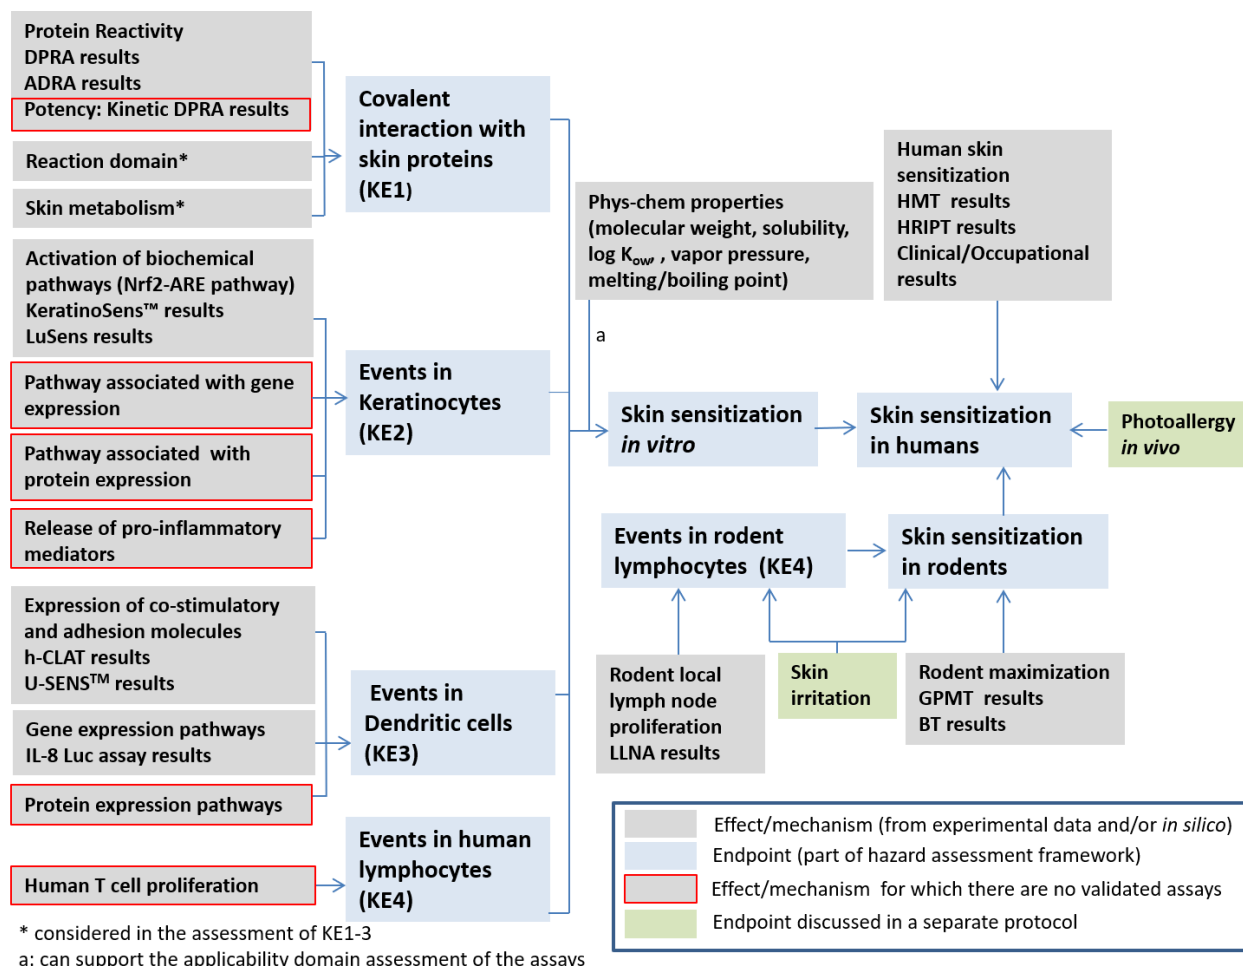 Protein Reactivity
DPRA results
ADRA results
Potency: Kinetic DPRA results
Reaction domain*
Skin metabolism*
Covalent
interaction with
skin proteins
(KE1)
Activation of biochemical
pathways (Nrf2-ARE pathway)
KeratinoSens™ results
LuSens results
Pathway associated with gene
expression
Pathway associated with
protein expression
Release of pro-inflammatory
mediators
Events in
Keratinocytes
(KE2)
Expression of co-stimulatory
and adhesion molecules
h-CLAT results
U-SENS™ results
Gene expression pathways
IL-8 Luc assay results
Protein expression pathways
Events in
Dendritic cells
(KE3)
Human T cell proliferation
Events in human
lymphocytes
(KE4)
Phys-chem properties
(molecular weight, solubility,
log Kow, , vapor pressure,
melting/boiling point)
a
Human skin
sensitization
HMT results
HRIPT results
Clinical/Occupational
results
Skin sensitization
in vitro
Skin sensitization
in humans
Photoallergy
in vivo
Events in rodent
lymphocytes (KE4)
Skin sensitization
in rodents
Rodent local
lymph node
proliferation
LLNA results
Skin
irritation
Rodent maximization
GPMT results
BT results
Effect/mechanism (from experimental data and/or in silico)
Endpoint (part of hazard assessment framework)
Effect/mechanism for which there are no validated assays
Endpoint discussed in a separate protocol
* considered in the assessment of KE1-3
a: can support the applicability domain assessment of the assays